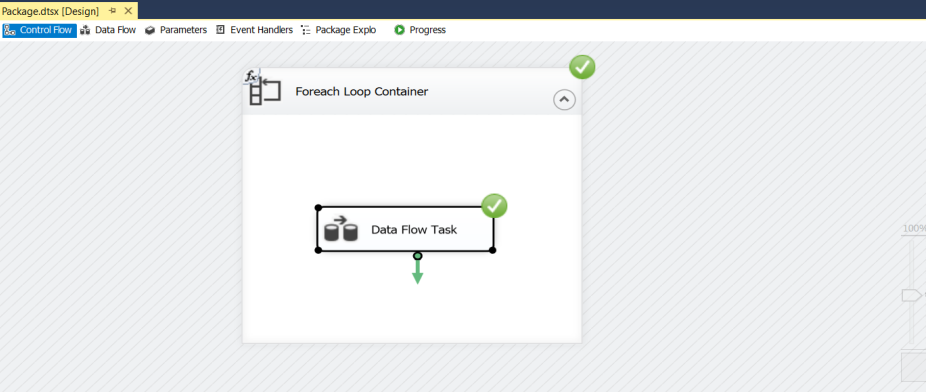 Package.dtsx [Design]
Control Flow Data Flow Parameters Event Handlers Package Explo Progress
fx
Foreach Loop Container
Data Flow Task
100%